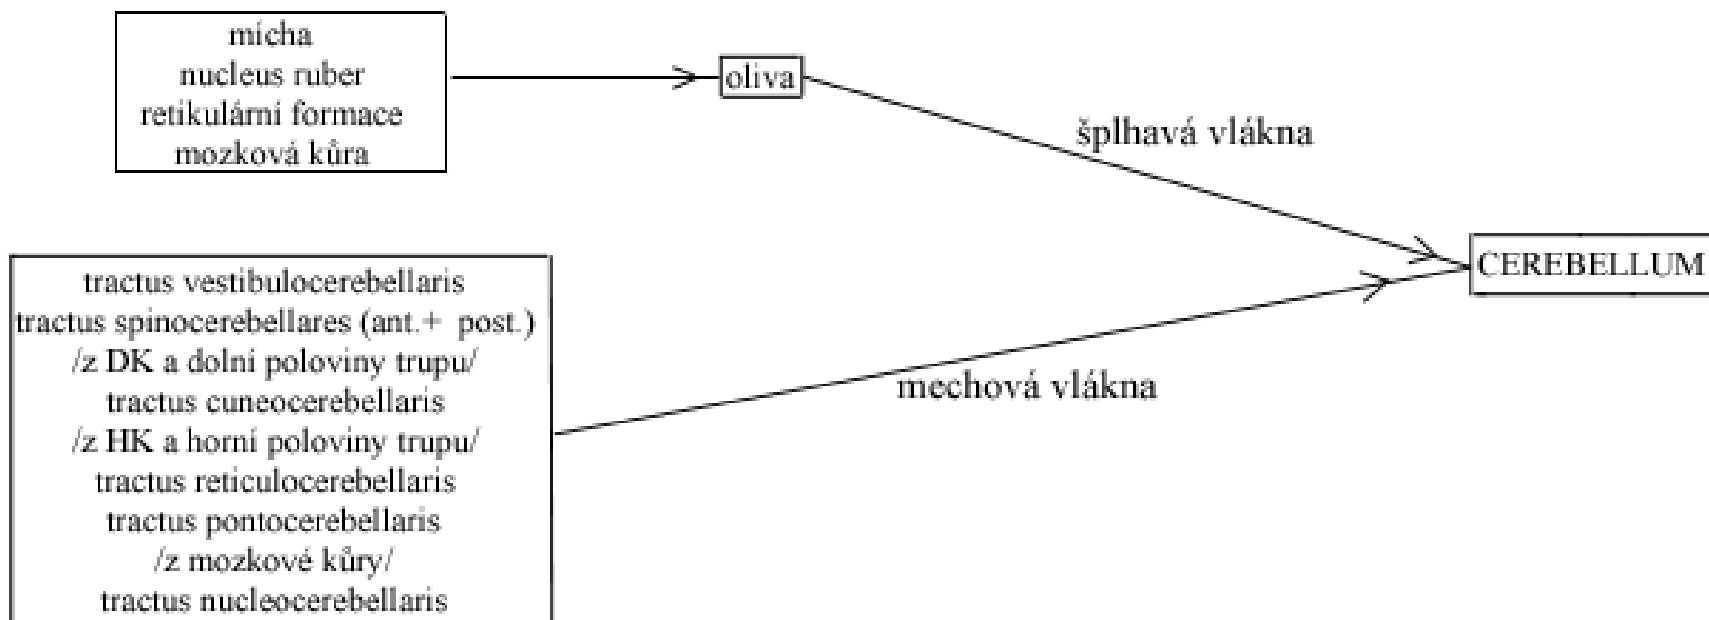 mícha
nucleus ruber
retikulární formace
mozková kůra
oliva
šplhavá vlákna
CEREBELLUM
tractus vestibulocerebellaris
tractus spinocerebellares (ant.+ post.)
/z DK a dolní poloviny trupu/
tractus cuneocerebellaris
/z HK a horní poloviny trupu/
tractus reticulocerebellaris
tractus pontocerebellaris
/z mozkové kůry/
tractus nucleocerebellaris
mechová vlákna